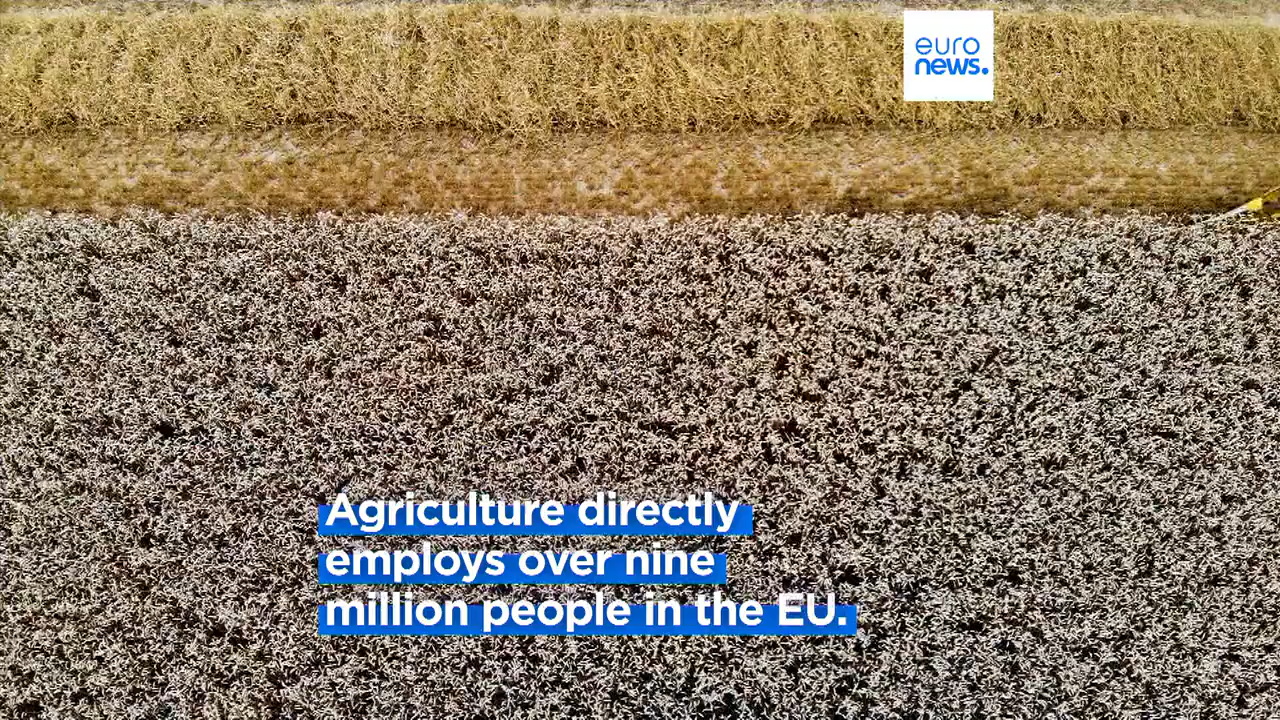 euro
news.
Agriculture directly
employs over nine
million people in the EU.